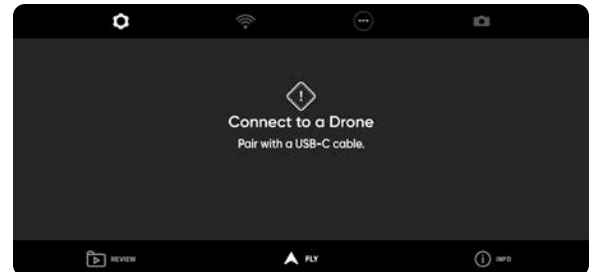 Connect to a Drone
Pair with a USB-C cable.
REVIEW
FLY
INFO